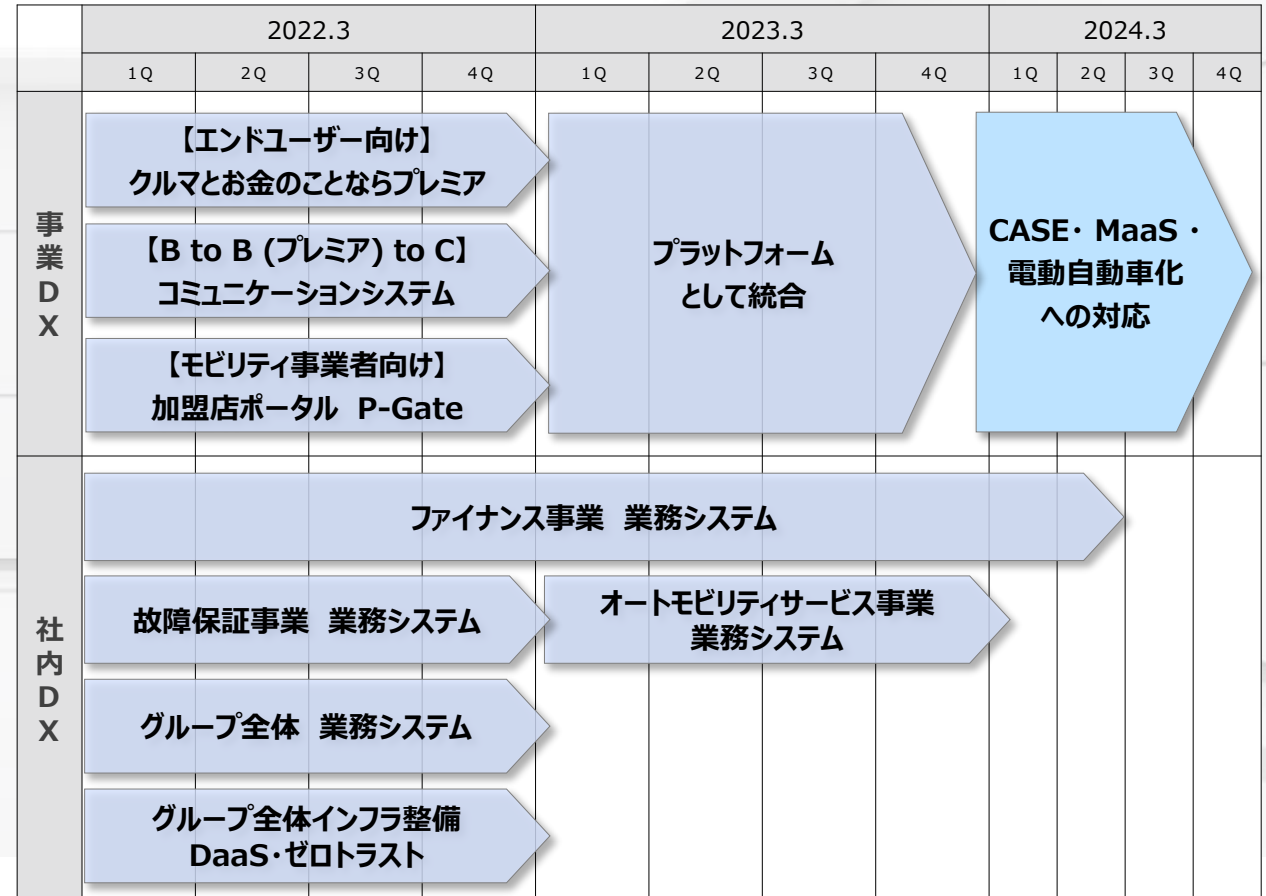 2022.3
2023.3
2024.3
1Q 2Q 3Q 4Q 1Q 2Q 3Q 4Q 1Q 2Q 3Q 4Q
事業DX
【エンドユーザー向け】
クルマとお金のことならプレミア
【B to B (プレミア) to C】
コミュニケーションシステム
【モビリティ事業者向け】
加盟店ポータル P-Gate
プラットフォーム
として統合
CASE・ MaaS・
電動自動車化
への対応
社内DX
ファイナンス事業 業務システム
故障保証事業 業務システム
オートモビリティサービス事業
業務システム
グループ全体 業務システム
グループ全体インフラ整備
DaaS・ゼロトラスト